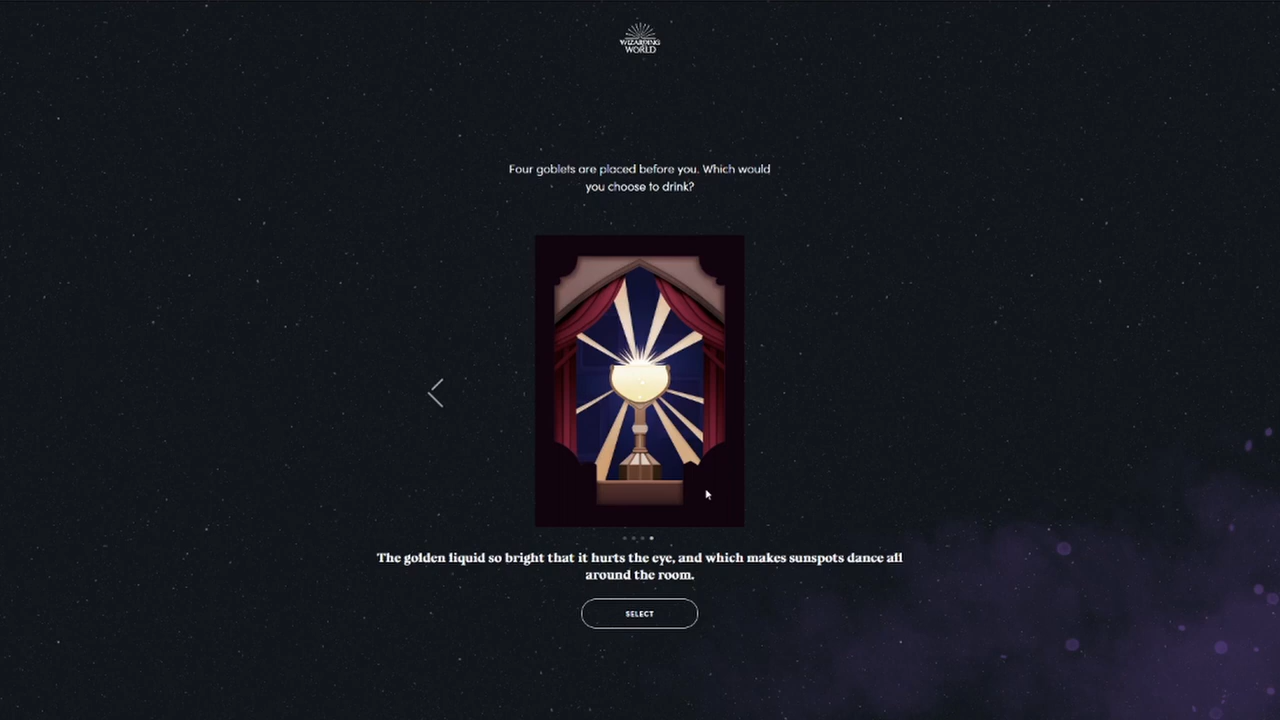 WIZARDING
WORLD
Four goblets are placed before you. Which would
you choose to drink?
The golden liquid so bright that it hurts the eye, and which makes sunspots dance all
around the room.
SELECT